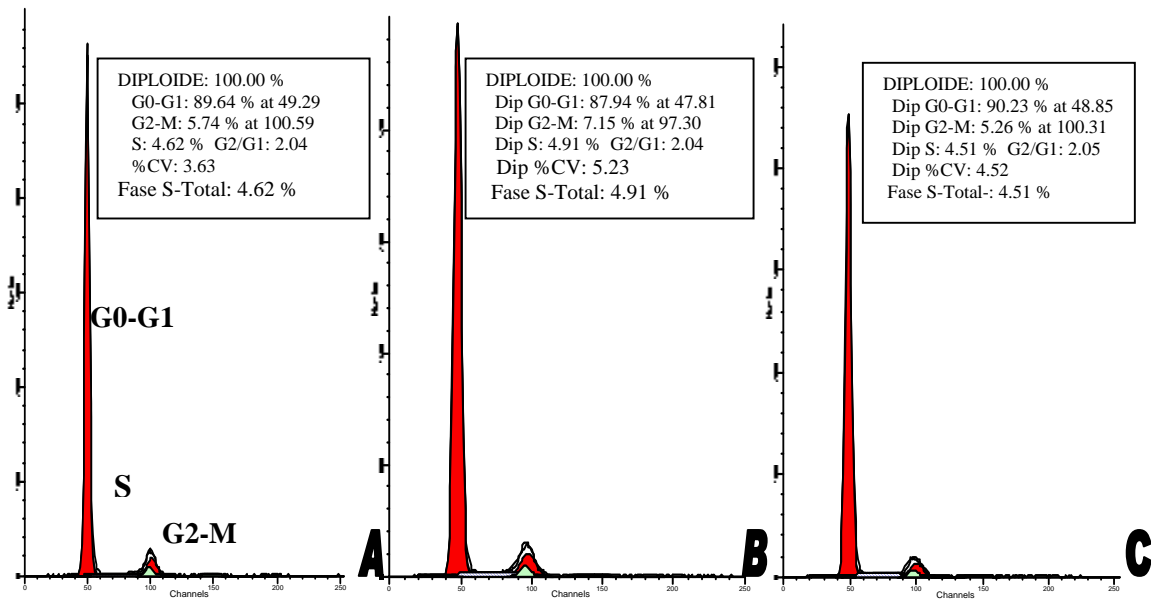 DIPLOIDE: 100.00 %
G0-G1: 89.64 % at 49.29
G2-M: 5.74 % at 100.59
S: 4.62 % G2/G1: 2.04
%CV: 3.63
Fase S-Total: 4.62 %
G0-G1
S
G2-M
A
0 50 100 150 200 250
Channels
DIPLOIDE: 100.00 %
Dip G0-G1: 87.94 % at 47.81
Dip G2-M: 7.15 % at 97.30
Dip S: 4.91 % G2/G1: 2.04
Dip %CV: 5.23
Fase S-Total: 4.91 %
B
0 50 100 150 200 250
Channels
DIPLOIDE: 100.00 %
Dip G0-G1: 90.23 % at 48.85
Dip G2-M: 5.26 % at 100.31
Dip S: 4.51 % G2/G1: 2.05
Dip %CV: 4.52
Fase S-Total-: 4.51 %
C
0 50 100 150 200 250
Channels